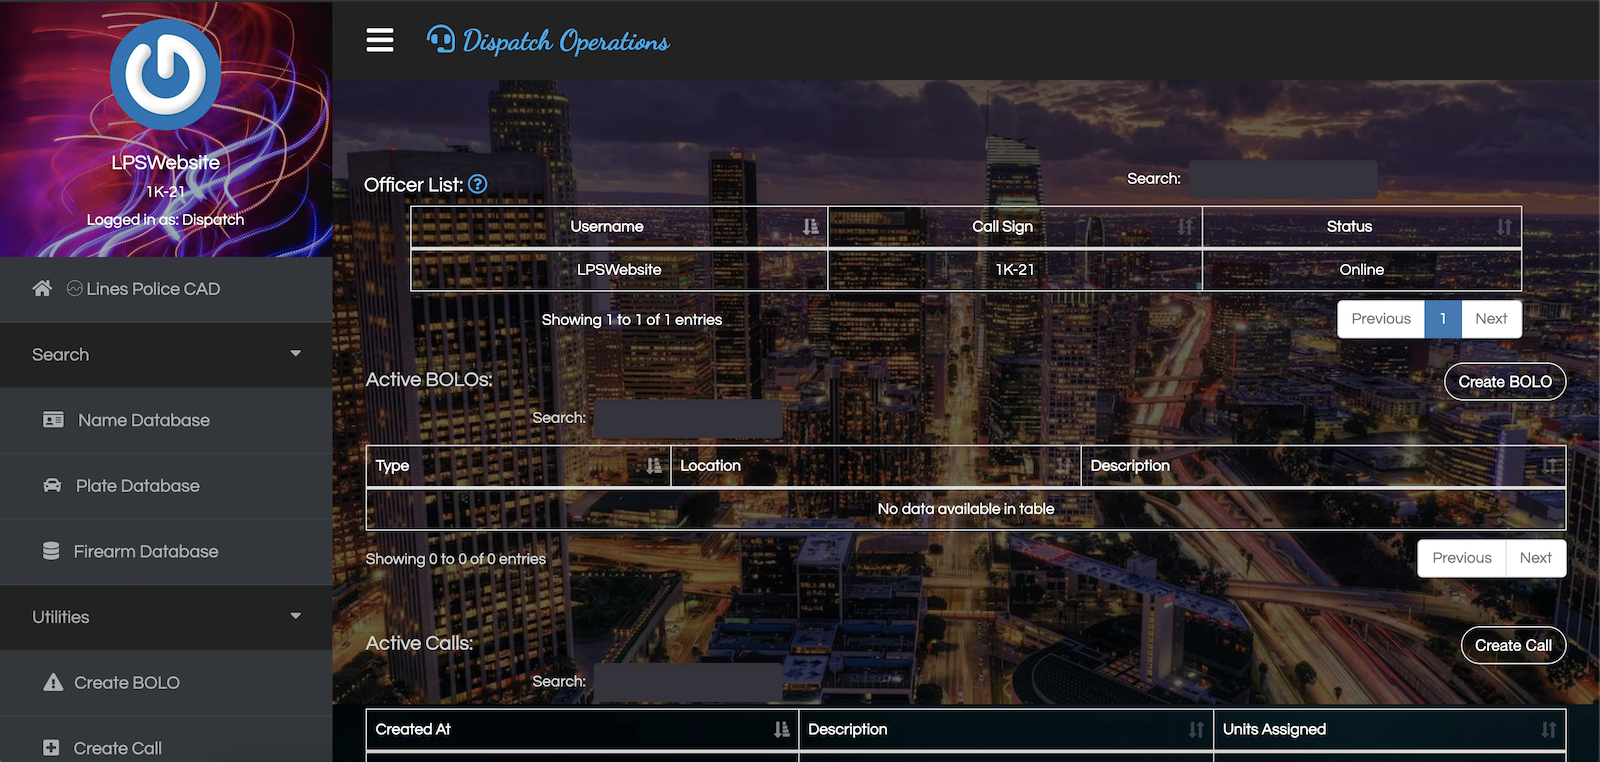 LPSWebsite
1K-21
Logged in as: Dispatch
Lines Police CAD
Search
Name Database
Plate Database
Firearm Database
Utilities
Create BOLO
Create Call
Dispatch Operations
Officer List: ?
Search:
Username Call Sign Status
LPSWebsite 1K-21 Online
Showing 1 to 1 of 1 entries
Previous 1 Next
Active BOLOs:
Create BOLO
Search:
Type Location Description
No data available in table
Showing 0 to 0 of 0 entries
Previous Next
Active Calls:
Create Call
Search:
Created At Description Units Assigned